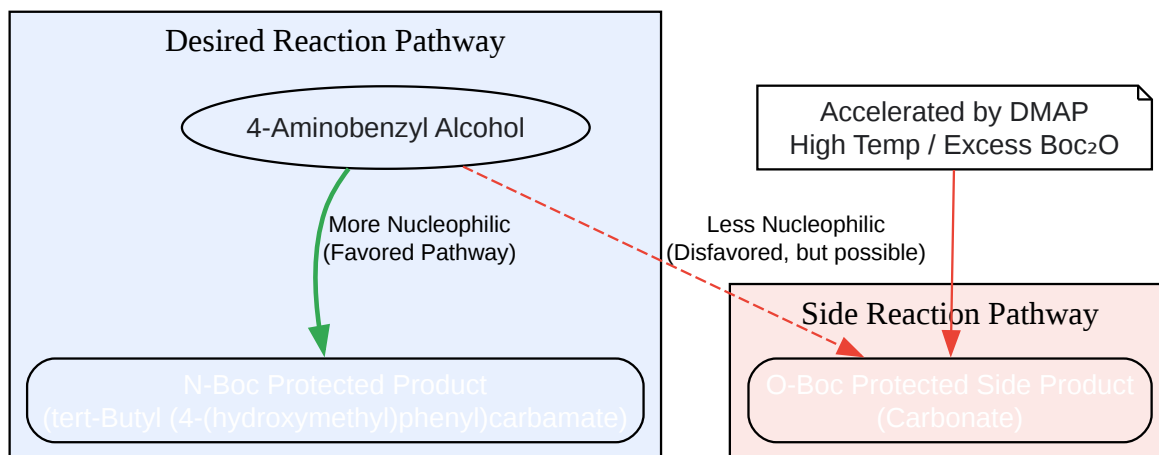 Desired Reaction Pathway
4-Aminobenzyl Alcohol
Accelerated by DMAP
High Temp / Excess Boc₂O
More Nucleophilic
(Favored Pathway)
Less Nucleophilic
(Disfavored, but possible)
Side Reaction Pathway
N-Boc Protected Product
(tert-Butyl (4-(hydroxymethyl)phenyl)carbamate)
O-Boc Protected Side Product
(Carbonate)